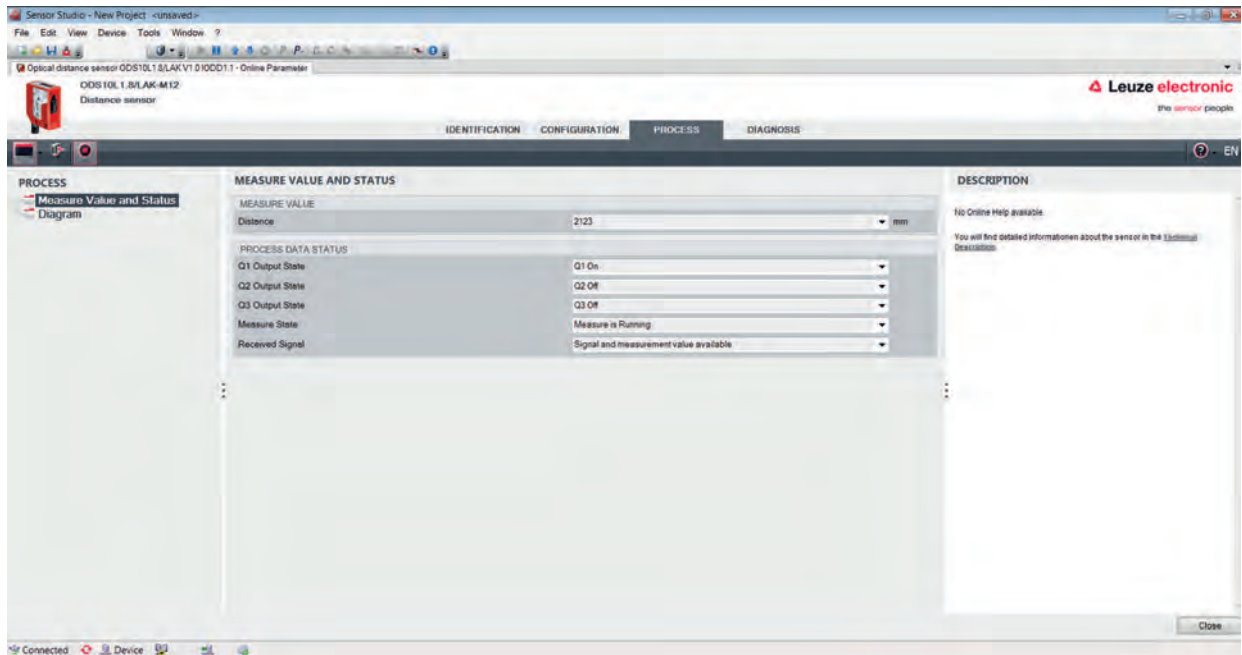 Sensor Studio - New Project <unsaved>
File Edit View Device Tools Window ?
Optical distance sensor ODS10L1.8/LAK V1.0 IODD1.1 - Online Parameter
ODS10L1.8/LAK-M12
Distance sensor
Leuze electronic
the sensor people
IDENTIFICATION CONFIGURATION PROCESS DIAGNOSIS
EN
PROCESS
Measure Value and Status
Diagram
MEASURE VALUE AND STATUS
MEASURE VALUE
Distance 2123 mm
PROCESS DATA STATUS
Q1 Output State Q1 On
Q2 Output State Q2 Off
Q3 Output State Q3 Off
Measure State Measure is Running
Received Signal Signal and measurement value available
DESCRIPTION
No Online Help available.
You will find detailed informationen about the sensor in the Technical
Description.
Close
Connected Device